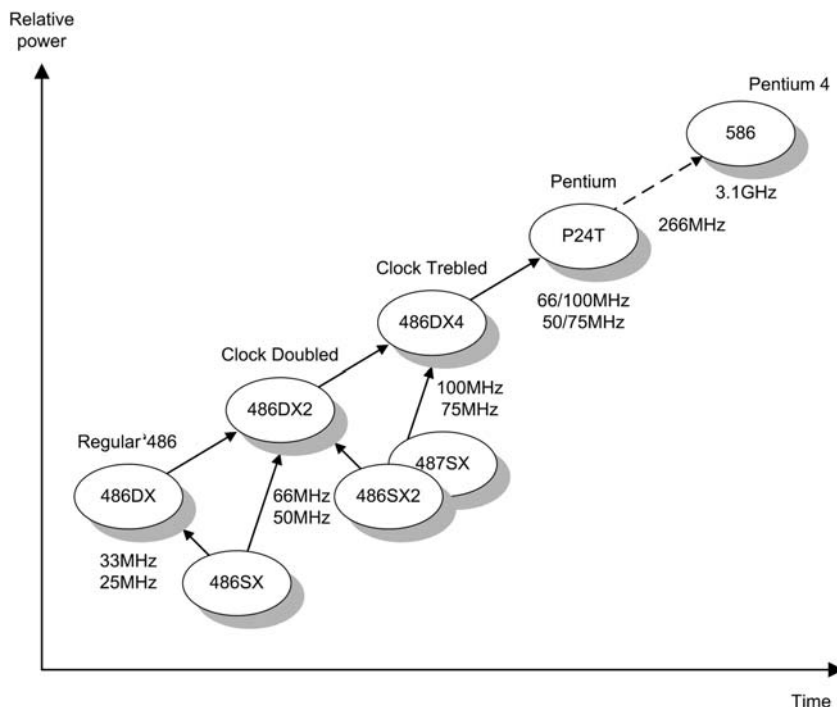 Relative
power
Pentium 4
586
3.1GHz
Pentium
P24T
266MHz
66/100MHz
50/75MHz
Clock Trebled
486DX4
100MHz
75MHz
Clock Doubled
486DX2
487SX
486SX2
66MHz
50MHz
Regular '486
486DX
33MHz
25MHz
486SX
Time